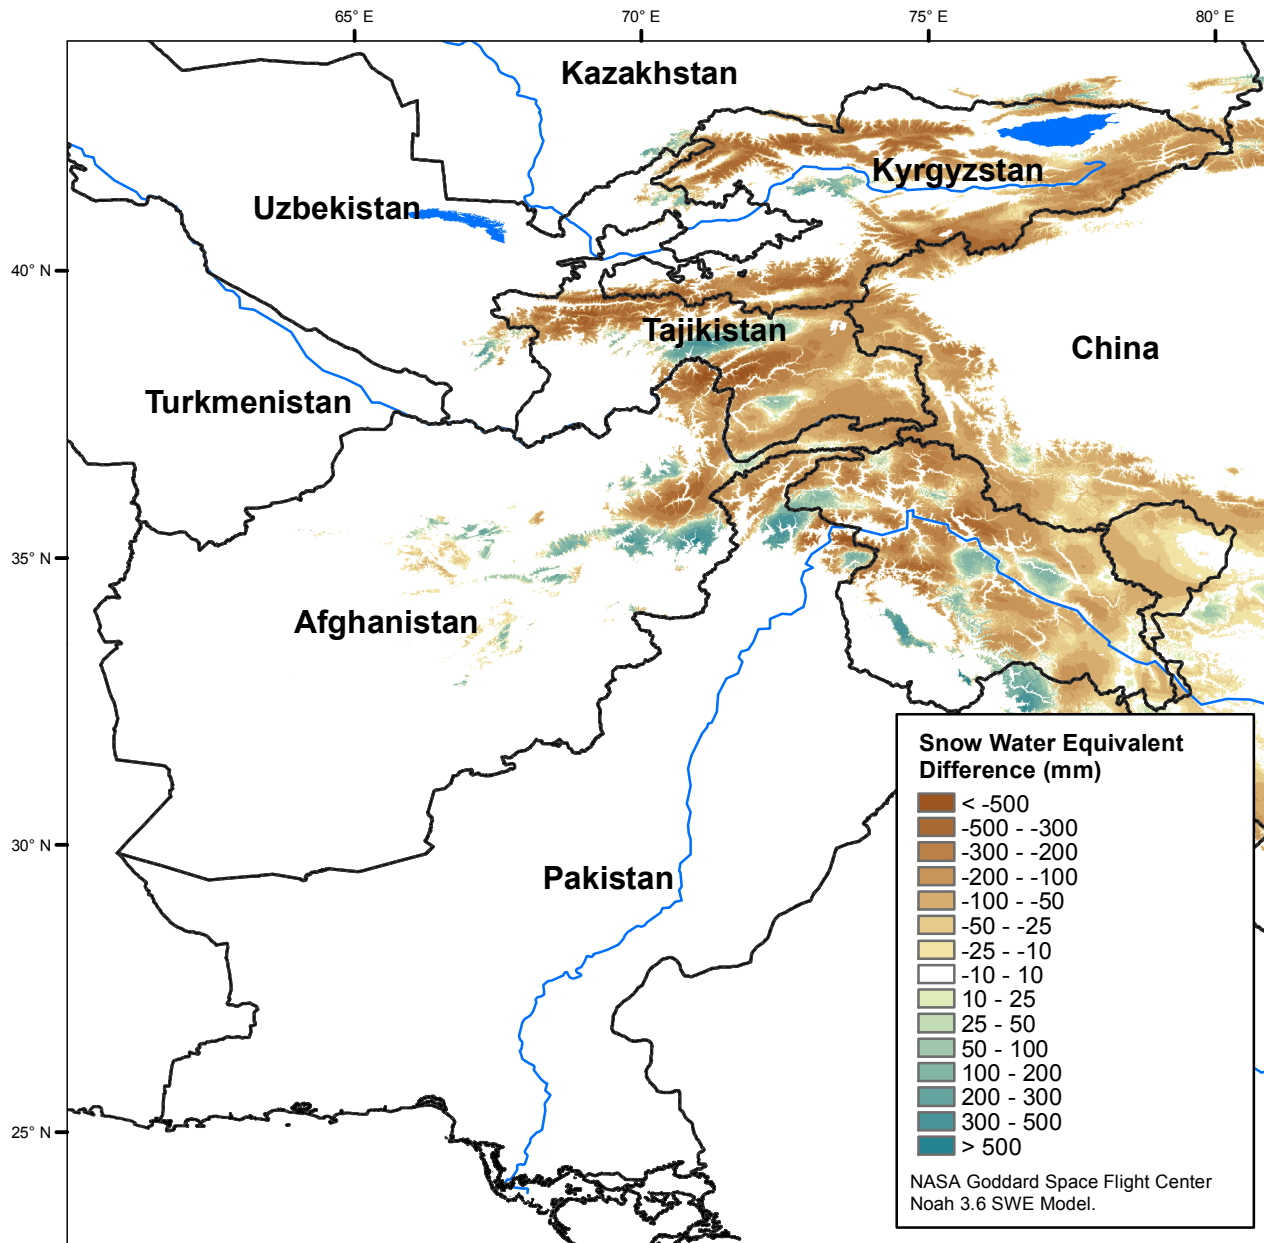 65° E
70° E
75° E
80° E
Kazakhstan
Kyrgyzstan
Uzbekistan
40° N
Tajikistan
China
Turkmenistan
35° N
Afghanistan
Snow Water Equivalent
Difference (mm)
< -500
-500 - -300
-300 - -200
-200 - -100
-100 - -50
-50 - -25
-25 - -10
-10 - 10
10 - 25
25 - 50
50 - 100
100 - 200
200 - 300
300 - 500
> 500
NASA Goddard Space Flight Center
Noah 3.6 SWE Model.
30° N
Pakistan
25° N